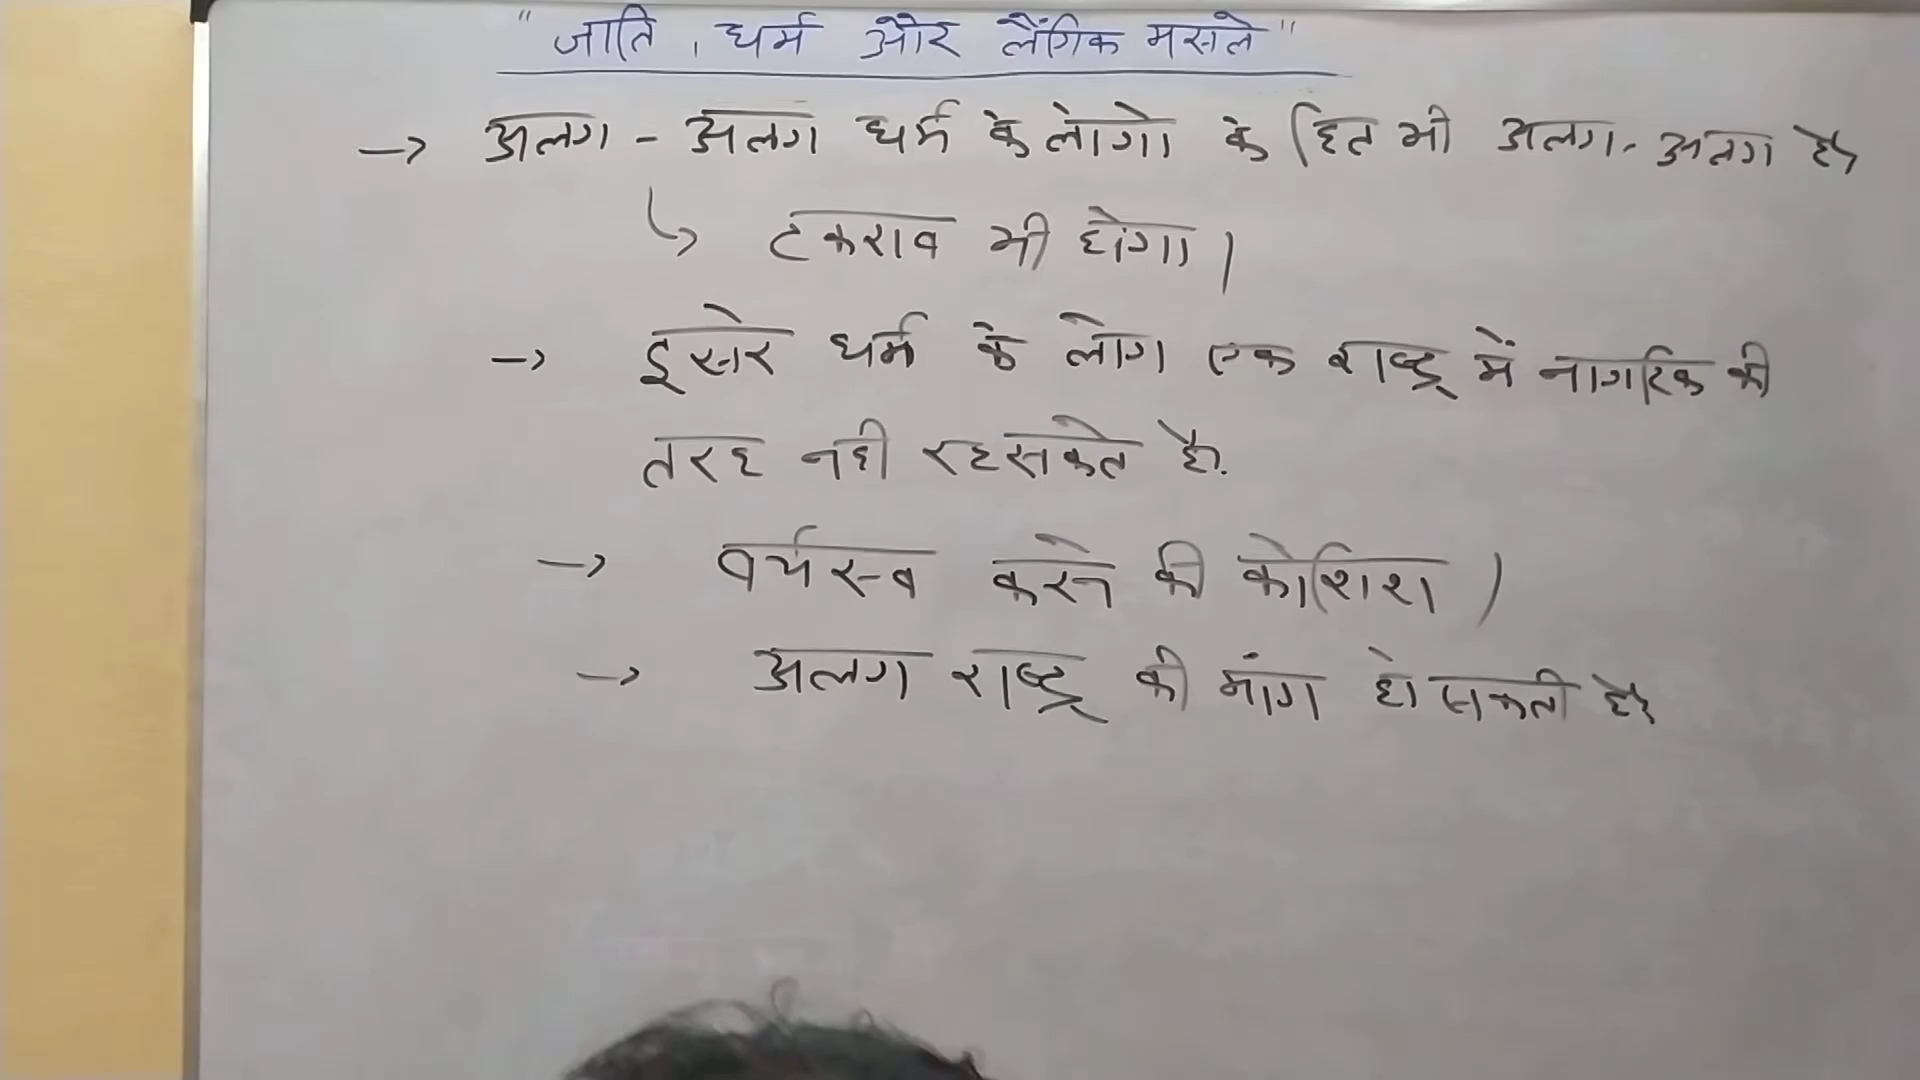 "जाति, धर्म और लैंगिक मसले"
→ अलग - अलग धर्म के लोगो के हित भी अलग - अलग है
↳ टकराव भी होगा।
→ दूसरे धर्म के लोग एक राष्ट्र में नागरिक की
तरह नही रह सकते है.
→ वर्चस्व करने की कोशिश।
→ अलग राष्ट्र की मांग हो सकती है